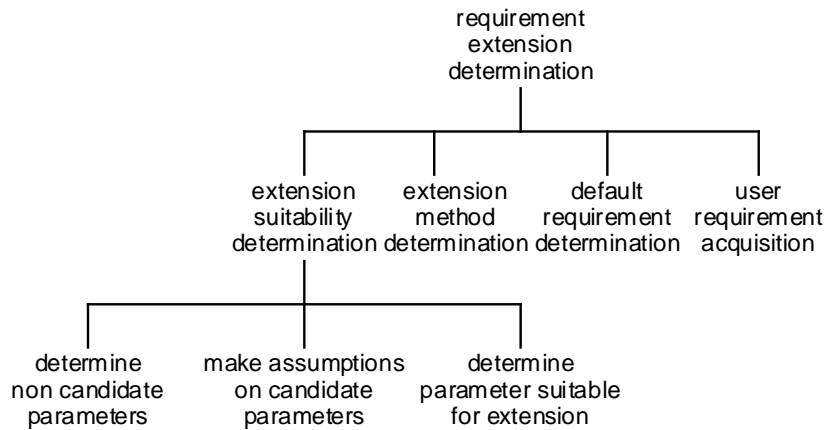 requirement
extension
determination
extension
suitability
determination
extension
method
determination
default
requirement
determination
user
requirement
acquisition
determine
non candidate
parameters
make assumptions
on candidate
parameters
determine
parameter suitable
for extension